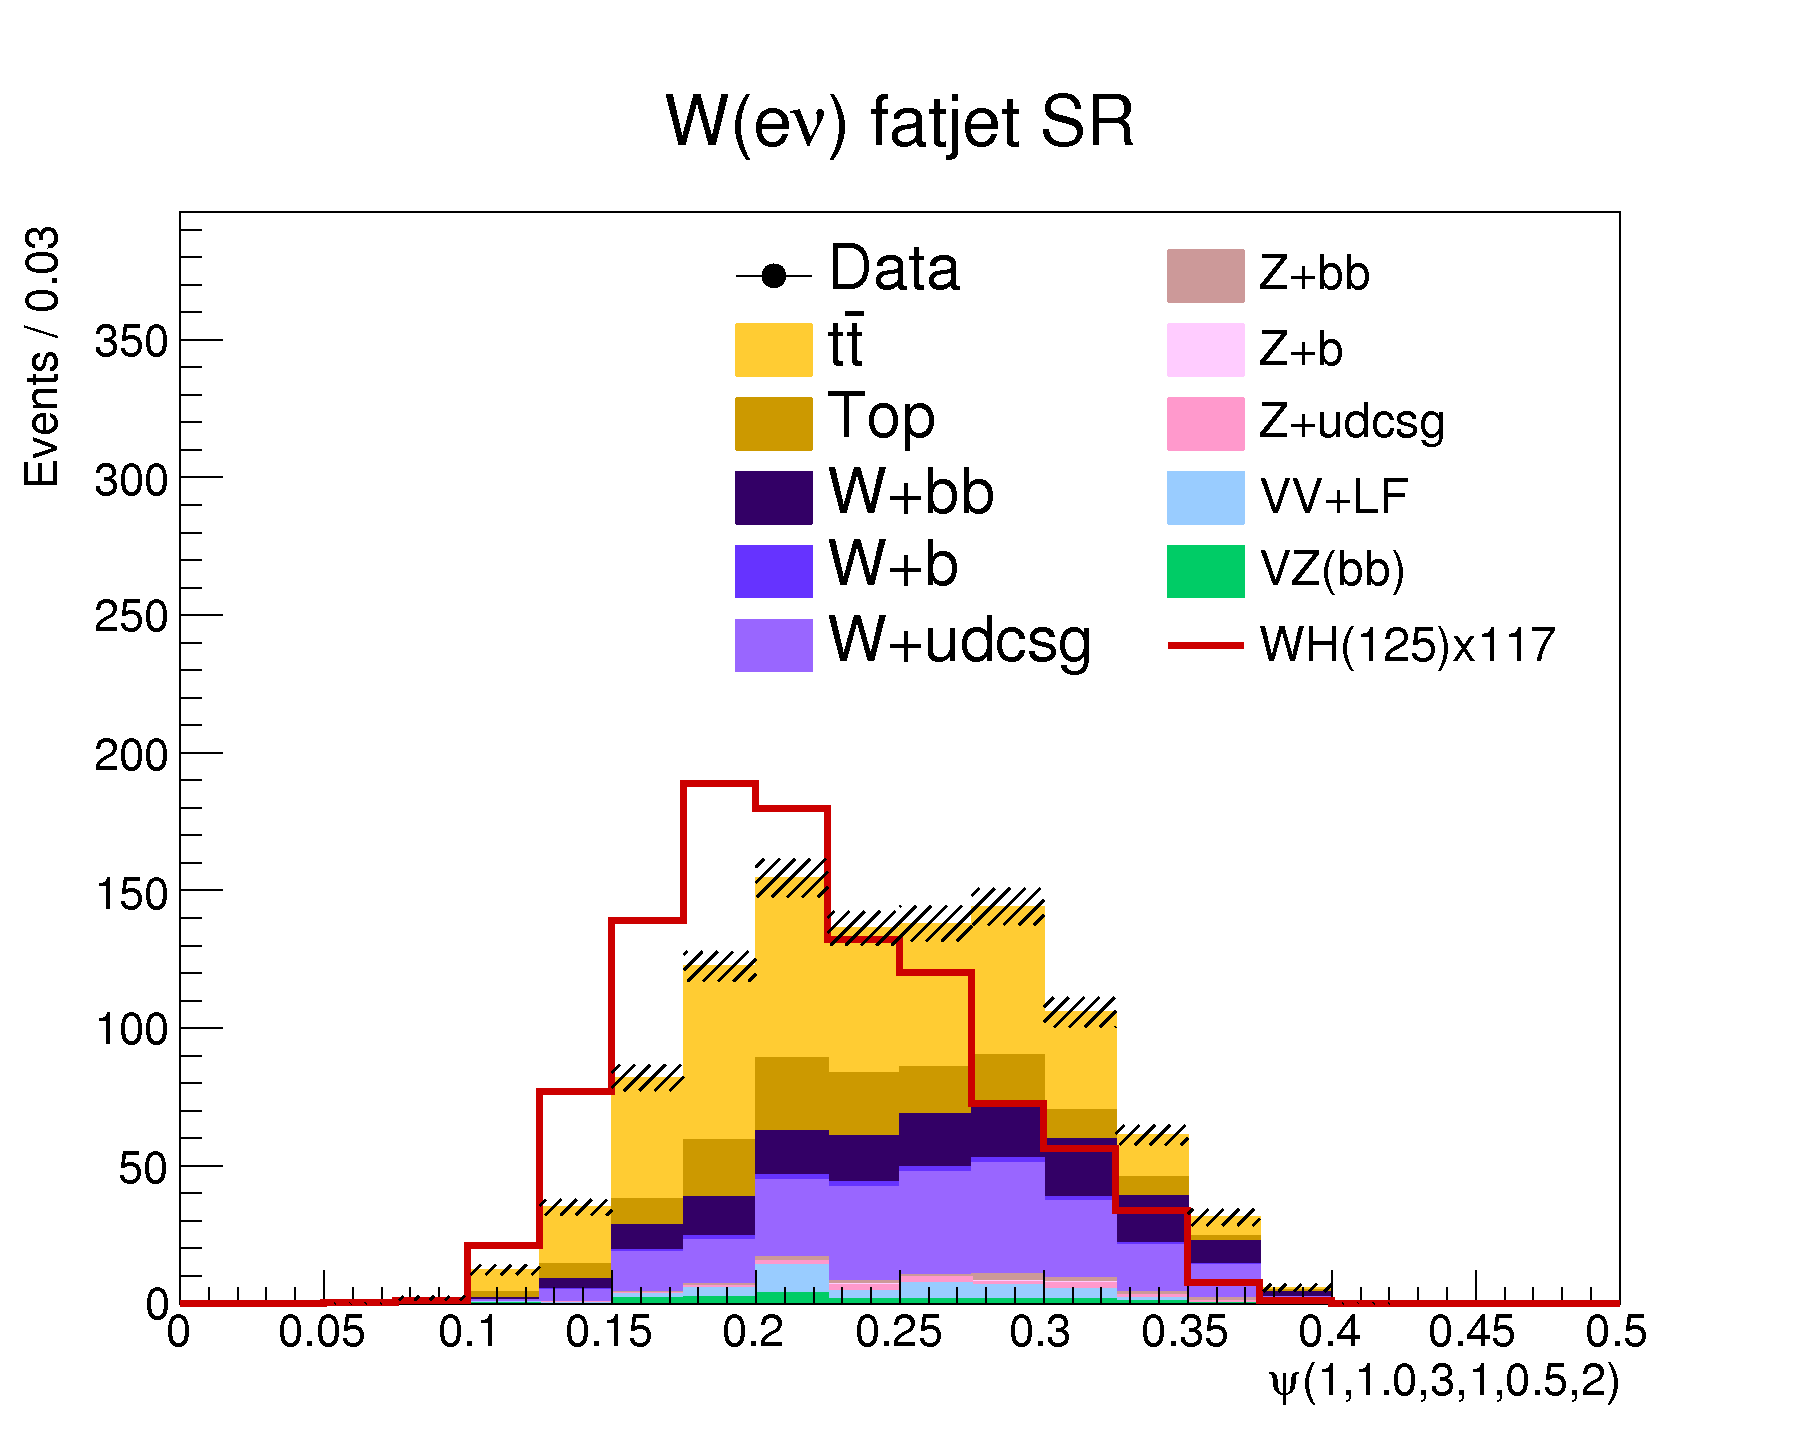 W(eν) fatjet SR
Events / 0.03
350
300
250
200
150
100
50
0
Data
tt̄
Top
W+bb
W+b
W+udcsg
Z+bb
Z+b
Z+udcsg
VV+LF
VZ(bb)
WH(125)x117
0 0.05 0.1 0.15 0.2 0.25 0.3 0.35 0.4 0.45 0.5
ψ(1,1.0,3,1,0.5,2)